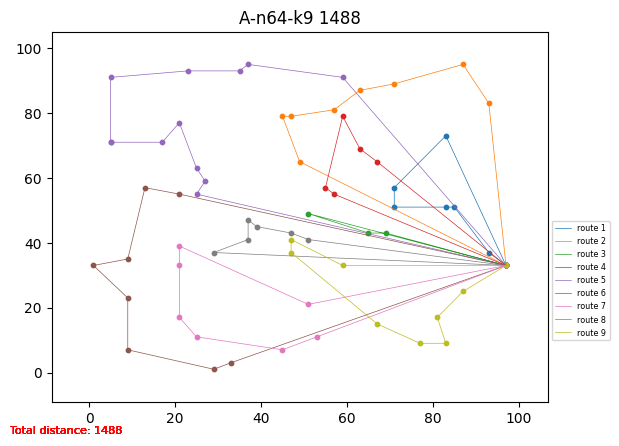 A-n64-k9 1488
100
80
60
40
20
0
0 20 40 60 80 100
route 1
route 2
route 3
route 4
route 5
route 6
route 7
route 8
route 9
Total distance: 1488